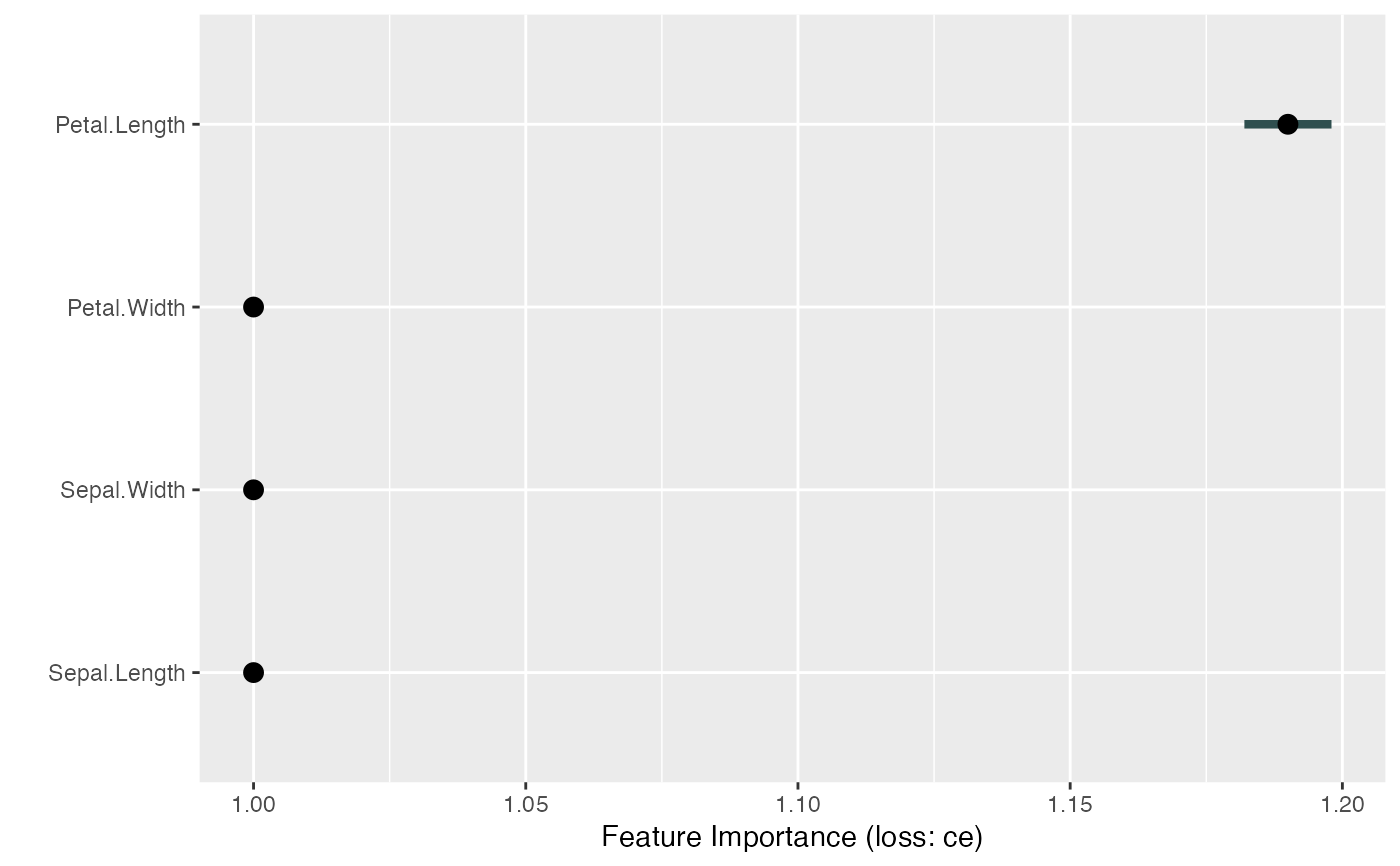 Petal.Length
Petal.Width
Sepal.Width
Sepal.Length
1.00 1.05 1.10 1.15 1.20
Feature Importance (loss: ce)